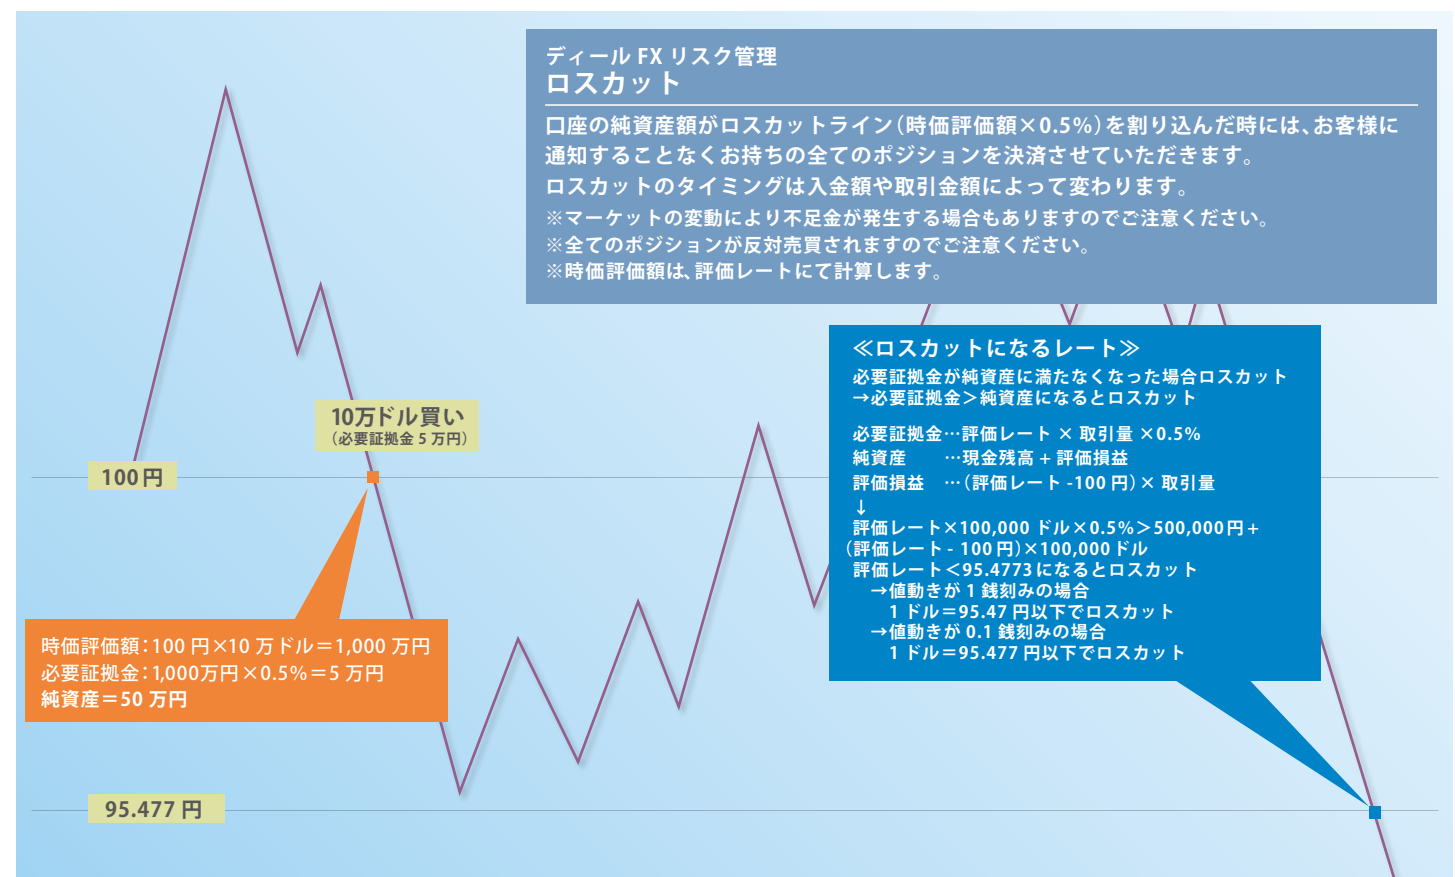 ディール FX リスク管理
ロスカット
口座の純資産額がロスカットライン（時価評価額×0.5%）を割り込んだ時には、お客様に
通知することなくお持ちの全てのポジションを決済させていただきます。
ロスカットのタイミングは入金額や取引金額によって変わります。
※マーケットの変動により不足金が発生する場合もありますのでご注意ください。
※全てのポジションが反対売買されますのでご注意ください。
※時価評価額は、評価レートにて計算します。
≪ロスカットになるレート≫
必要証拠金が純資産に満たなくなった場合ロスカット
→必要証拠金＞純資産になるとロスカット
必要証拠金…評価レート × 取引量 ×0.5%
純資産　　…現金残高 + 評価損益
評価損益　…（評価レート -100 円）× 取引量
↓
評価レート×100,000 ドル×0.5%＞500,000円+
（評価レート - 100 円）×100,000ドル
評価レート＜95.4773になるとロスカット
→値動きが 1 銭刻みの場合
1 ドル＝95.47 円以下でロスカット
→値動きが 0.1 銭刻みの場合
1 ドル＝95.477 円以下でロスカット
10万ドル買い
（必要証拠金 5 万円）
100円
時価評価額：100 円×10 万ドル＝1,000 万円
必要証拠金：1,000万円×0.5%＝5 万円
純資産＝50 万円
95.477 円